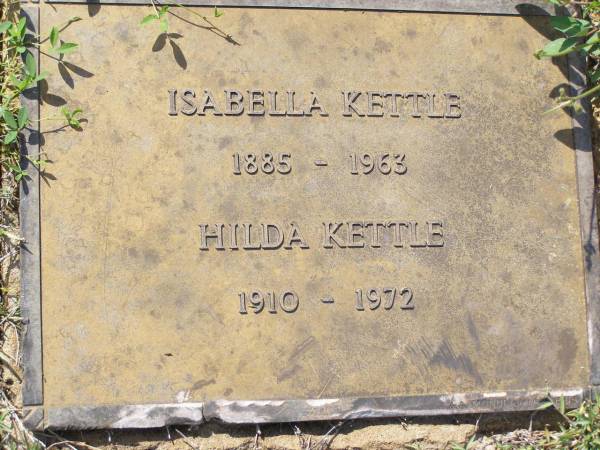 ISABELLA KETTLE
1885 - 1963
HILDA KETTLE
1910 - 1972